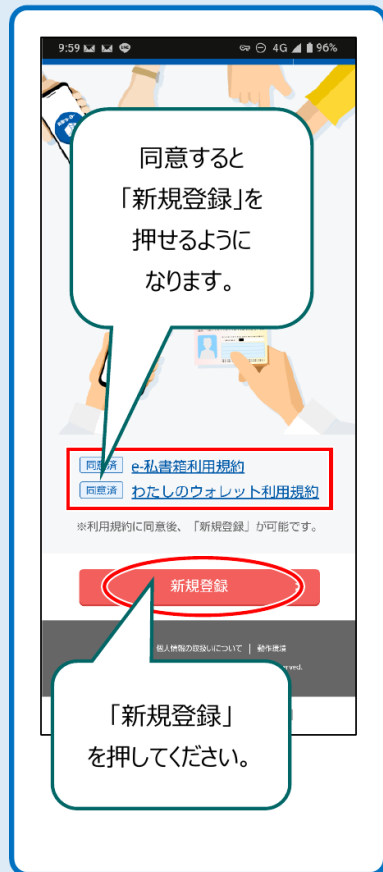 9:59
4G 96%
同意すると
「新規登録」を
押せるように
なります。
同意済 e-私書箱利用規約
同意済 わたしのウォレット利用規約
※利用規約に同意後、「新規登録」が可能です。
新規登録
個人情報の取扱いについて | 動作環境
「新規登録」
を押してください。